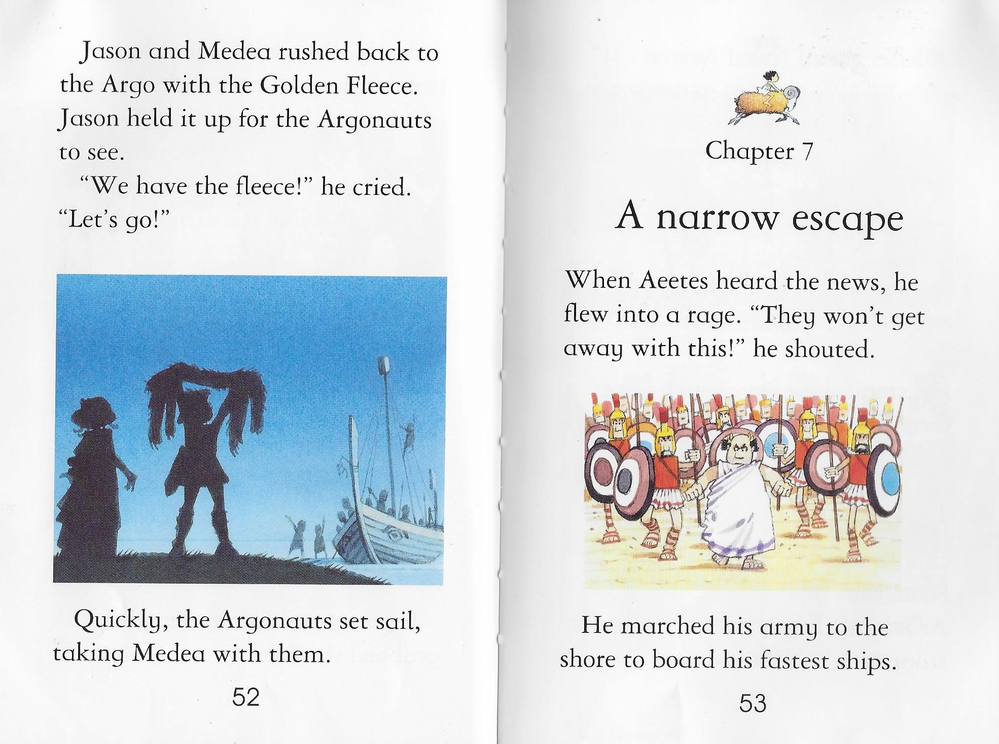 Jason and Medea rushed back to
the Argo with the Golden Fleece.
Jason held it up for the Argonauts
to see.
“We have the fleece!” he cried.
“Let’s go!”
Quickly, the Argonauts set sail,
taking Medea with them.
52
Chapter 7
A narrow escape
When Aeetes heard the news, he
flew into a rage. “They won’t get
away with this!” he shouted.
He marched his army to the
shore to board his fastest ships.
53